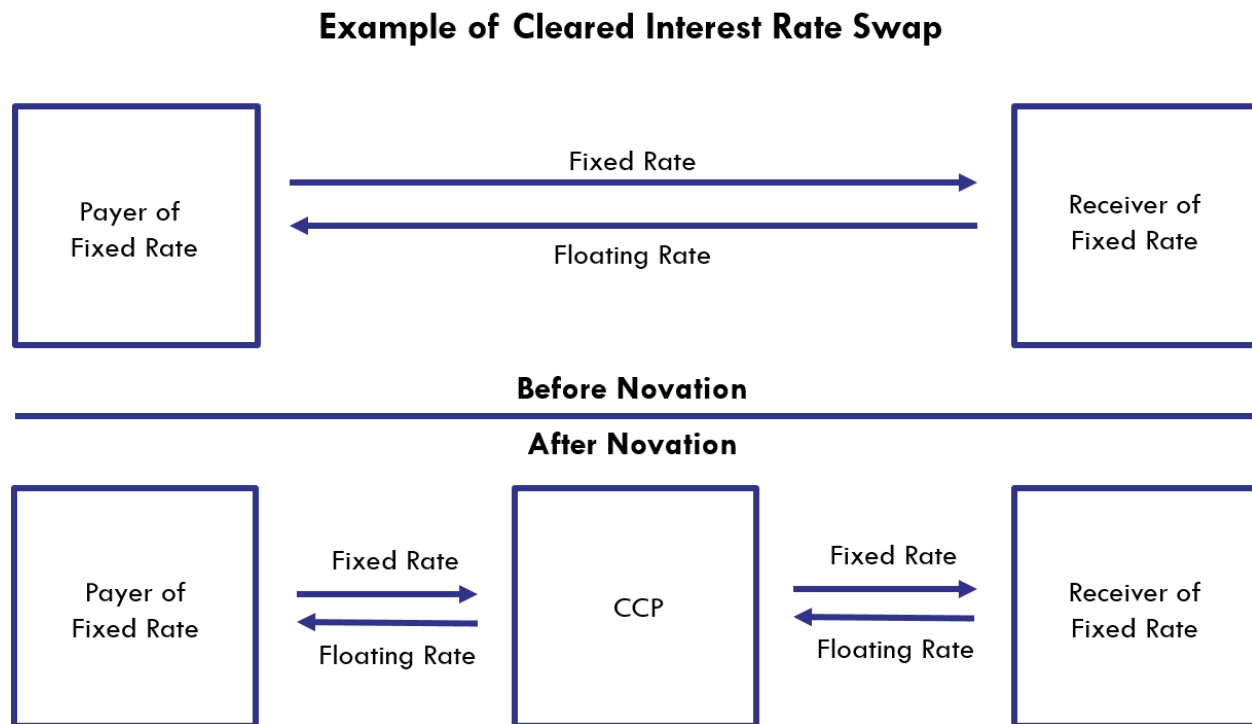 Example of Cleared Interest Rate Swap
Fixed Rate
Payer of
Fixed Rate
Receiver of
Fixed Rate
Floating Rate
Before Novation
After Novation
Payer of
Fixed Rate
Fixed Rate
Floating Rate
CCP
Fixed Rate
Floating Rate
Receiver of
Fixed Rate